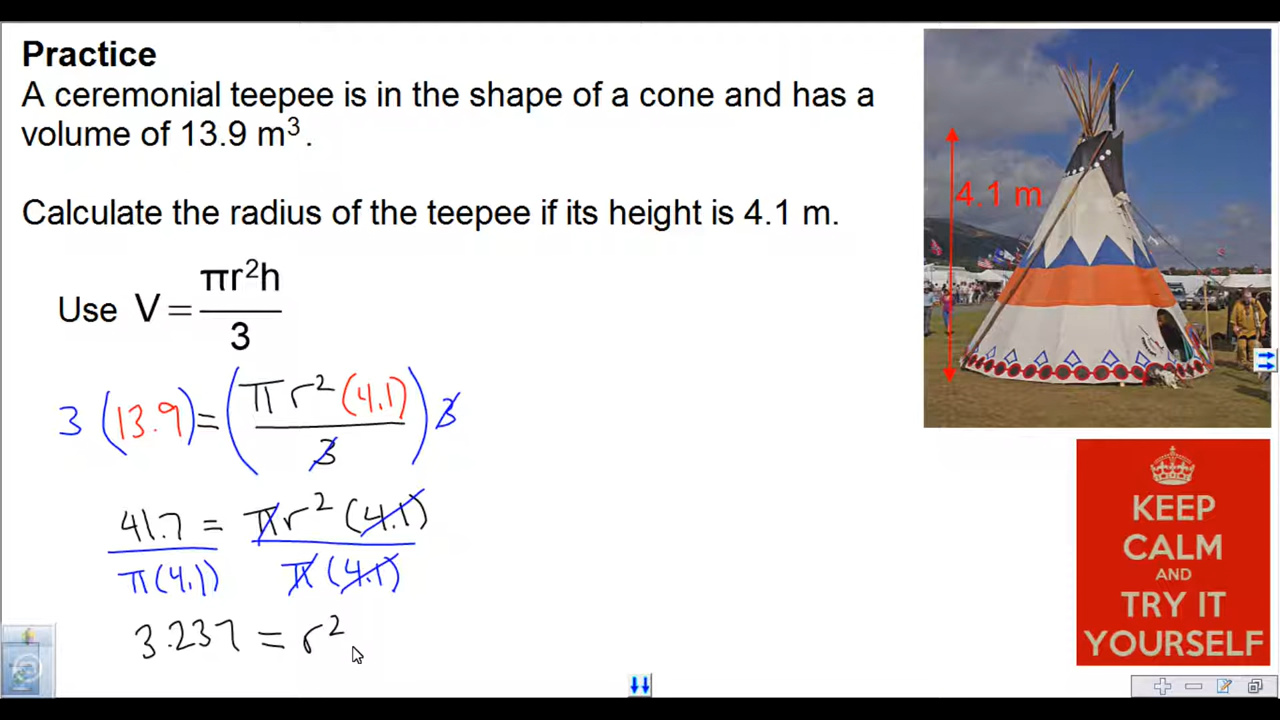 Practice
A ceremonial teepee is in the shape of a cone and has a
volume of 13.9 m³.
Calculate the radius of the teepee if its height is 4.1 m.
Use V = πr²h / 3
3 (13.9) = (πr²(4.1) / 3) 3
41.7 = πr²(4.1)
π(4.1) π(4.1)
3.237 = r²
4.1 m
KEEP
CALM
AND
TRY IT
YOURSELF